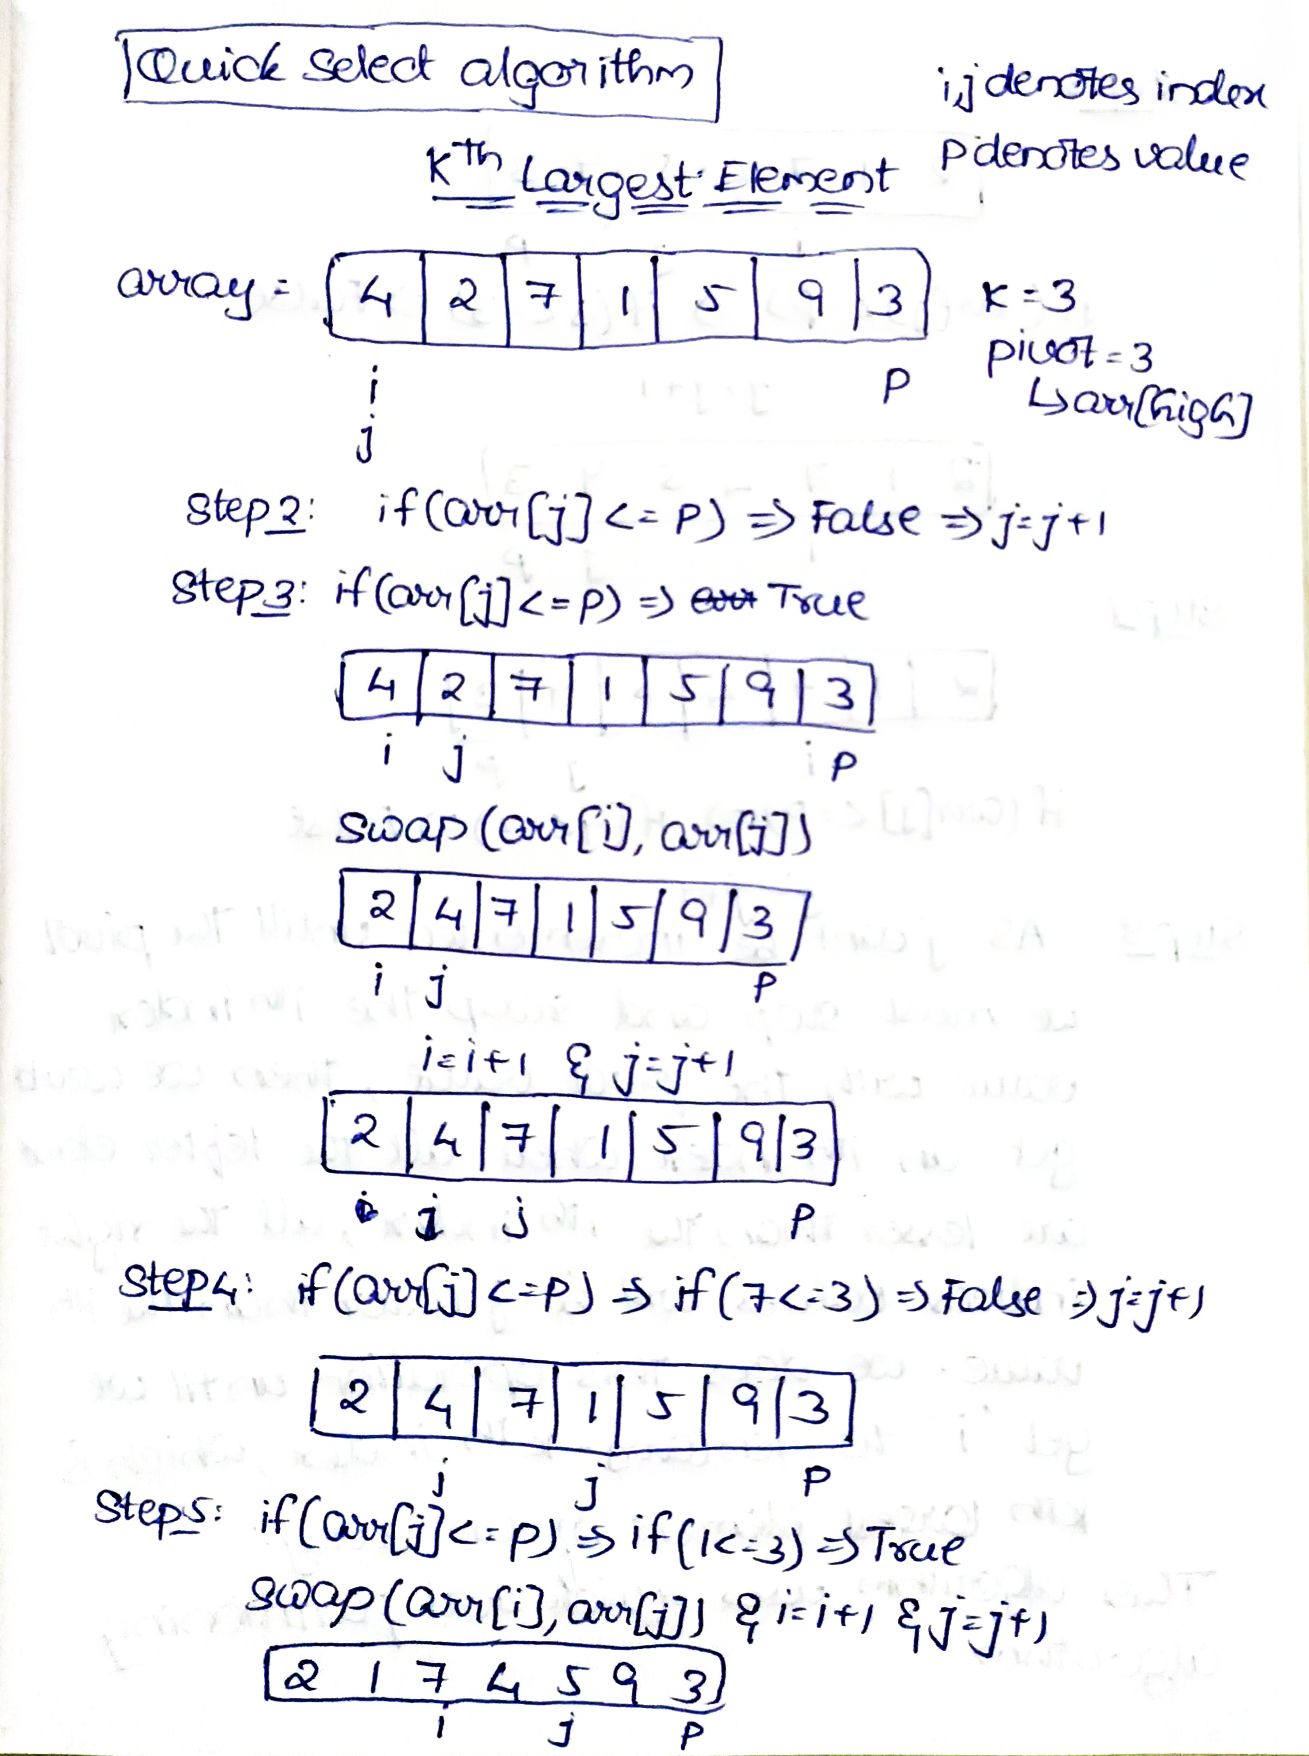 Quick Select algorithm
i,j denotes index
P denotes value
Kth Largest Element
array = 4 2 7 1 5 9 3 K = 3
pivot = 3
↳ arr[high]
i P
j
Step 2: if(arr[j] <= P) => False => j=j+1
Step 3: if(arr[j] <= P) => True
4 2 7 1 5 9 3
i j P
swap(arr[i], arr[j])
2 4 7 1 5 9 3
i j P
i=i+1 & j=j+1
2 4 7 1 5 9 3
i j P
Step 4: if(arr[j] <= P) => if(7<=3) => False => j=j+1
2 4 7 1 5 9 3
i j P
Step 5: if(arr[j] <= P) => if(1<=3) => True
swap(arr[i], arr[j]) & i=i+1 & j=j+1
2 1 7 4 5 9 3
i j P